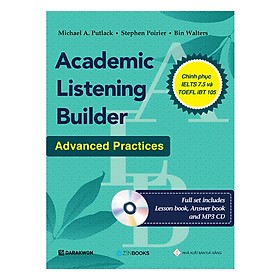 Michael A. Putlack • Stephen Poirier • Bin Walters
Academic
Listening
Builder
Advanced Practices
Chinh phục
IELTS 7.5 và
TOEFL iBT 105
ALB
Full set includes
Lesson book, Answer book
and MP3 CD
DARAKWON
ZENBOOKS
NHÀ XUẤT BẢN ĐÀ NẴNG